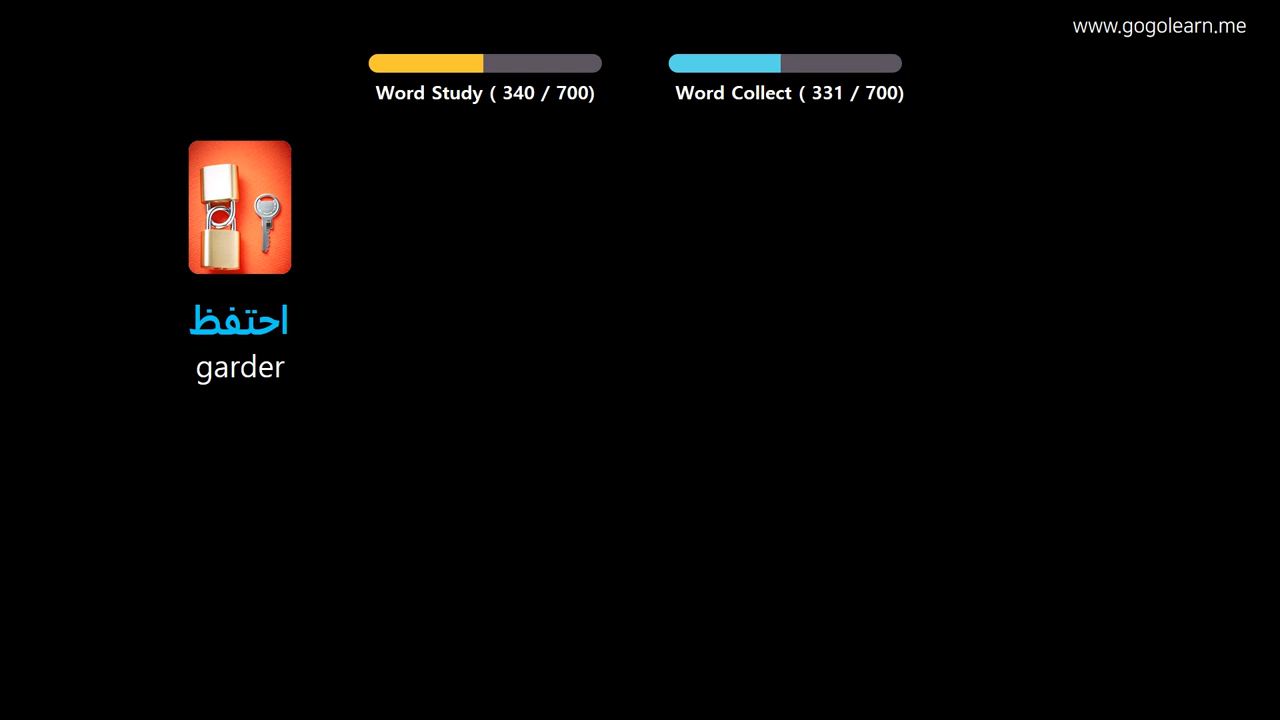 www.gogolearn.me
Word Study ( 340 / 700)
Word Collect ( 331 / 700)
احتفظ
garder